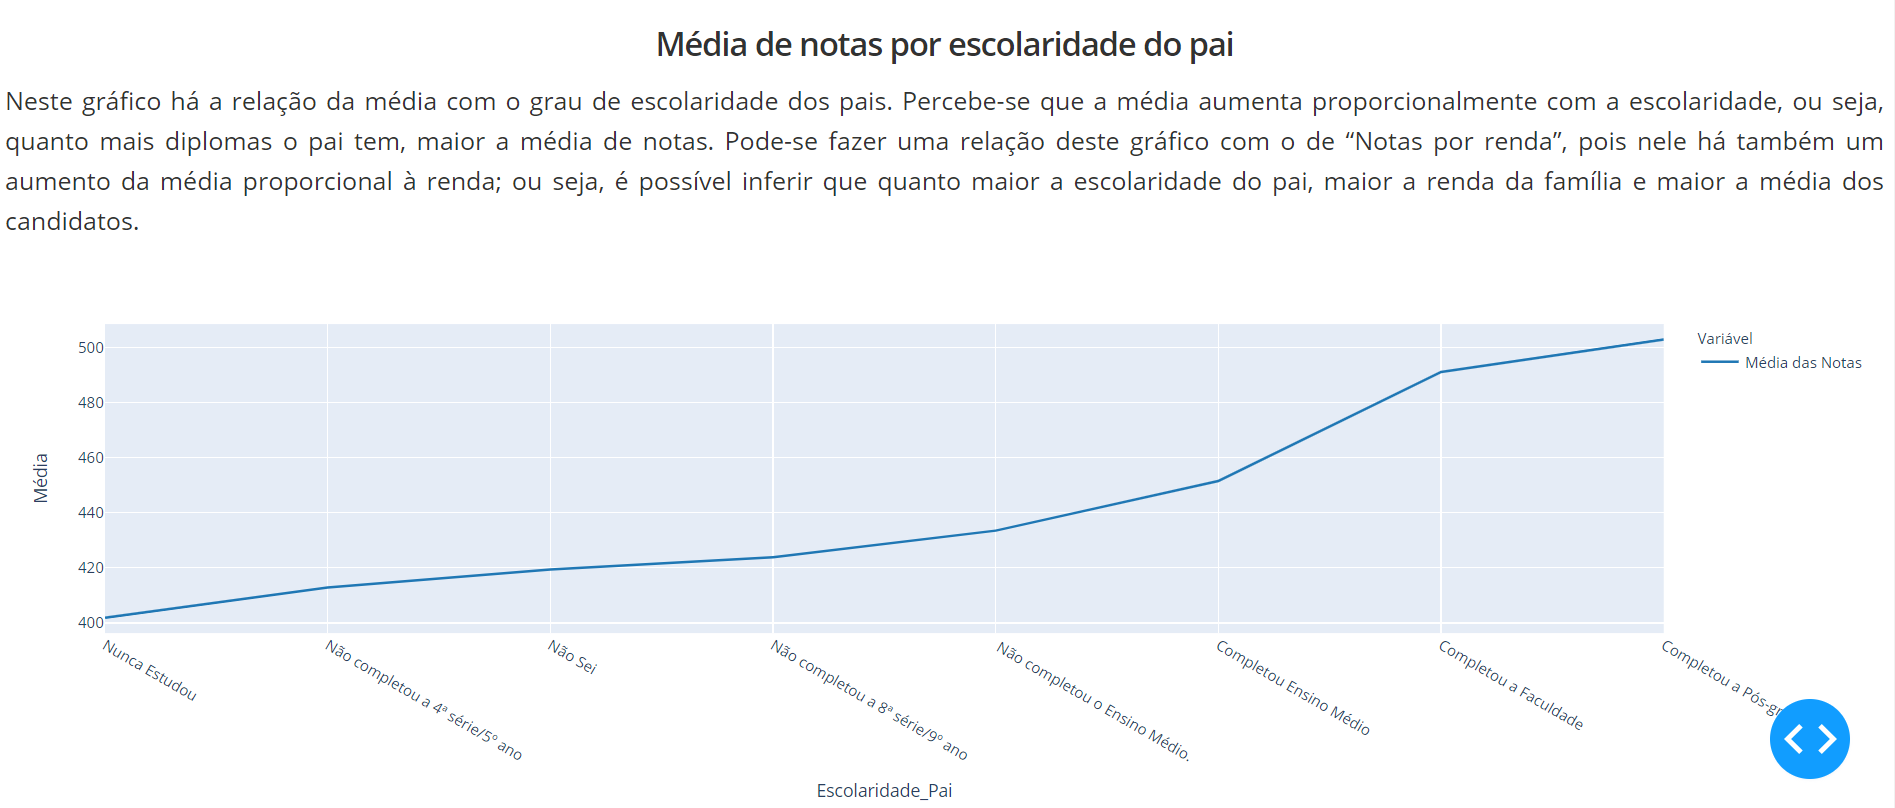 Média de notas por escolaridade do pai
Neste gráfico há a relação da média com o grau de escolaridade dos pais. Percebe-se que a média aumenta proporcionalmente com a escolaridade, ou seja,
quanto mais diplomas o pai tem, maior a média de notas. Pode-se fazer uma relação deste gráfico com o de “Notas por renda”, pois nele há também um
aumento da média proporcional à renda; ou seja, é possível inferir que quanto maior a escolaridade do pai, maior a renda da família e maior a média dos
candidatos.
Variável
Média das Notas
500
480
460
440
420
400
Média
Nunca Estudou
Não completou a 4ª série/5º ano
Não Sei
Não completou a 8ª série/9º ano
Não completou o Ensino Médio.
Completou Ensino Médio
Completou a Faculdade
Completou a
Escolaridade_Pai